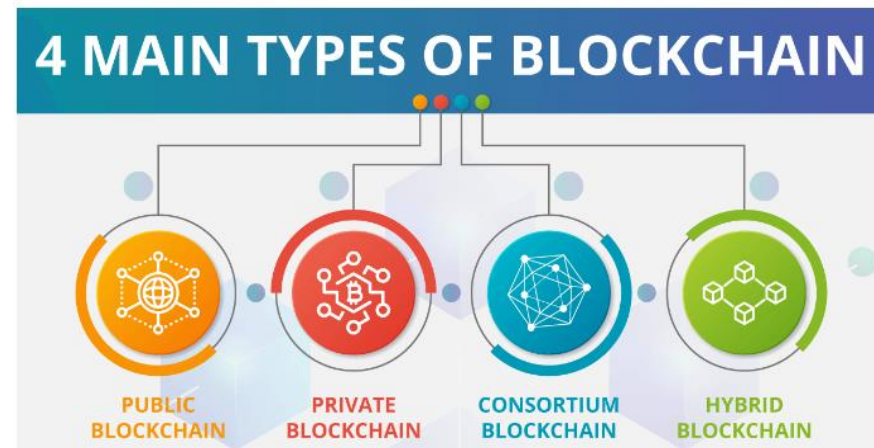 4 MAIN TYPES OF BLOCKCHAIN
PUBLIC
BLOCKCHAIN
PRIVATE
BLOCKCHAIN
CONSORTIUM
BLOCKCHAIN
HYBRID
BLOCKCHAIN